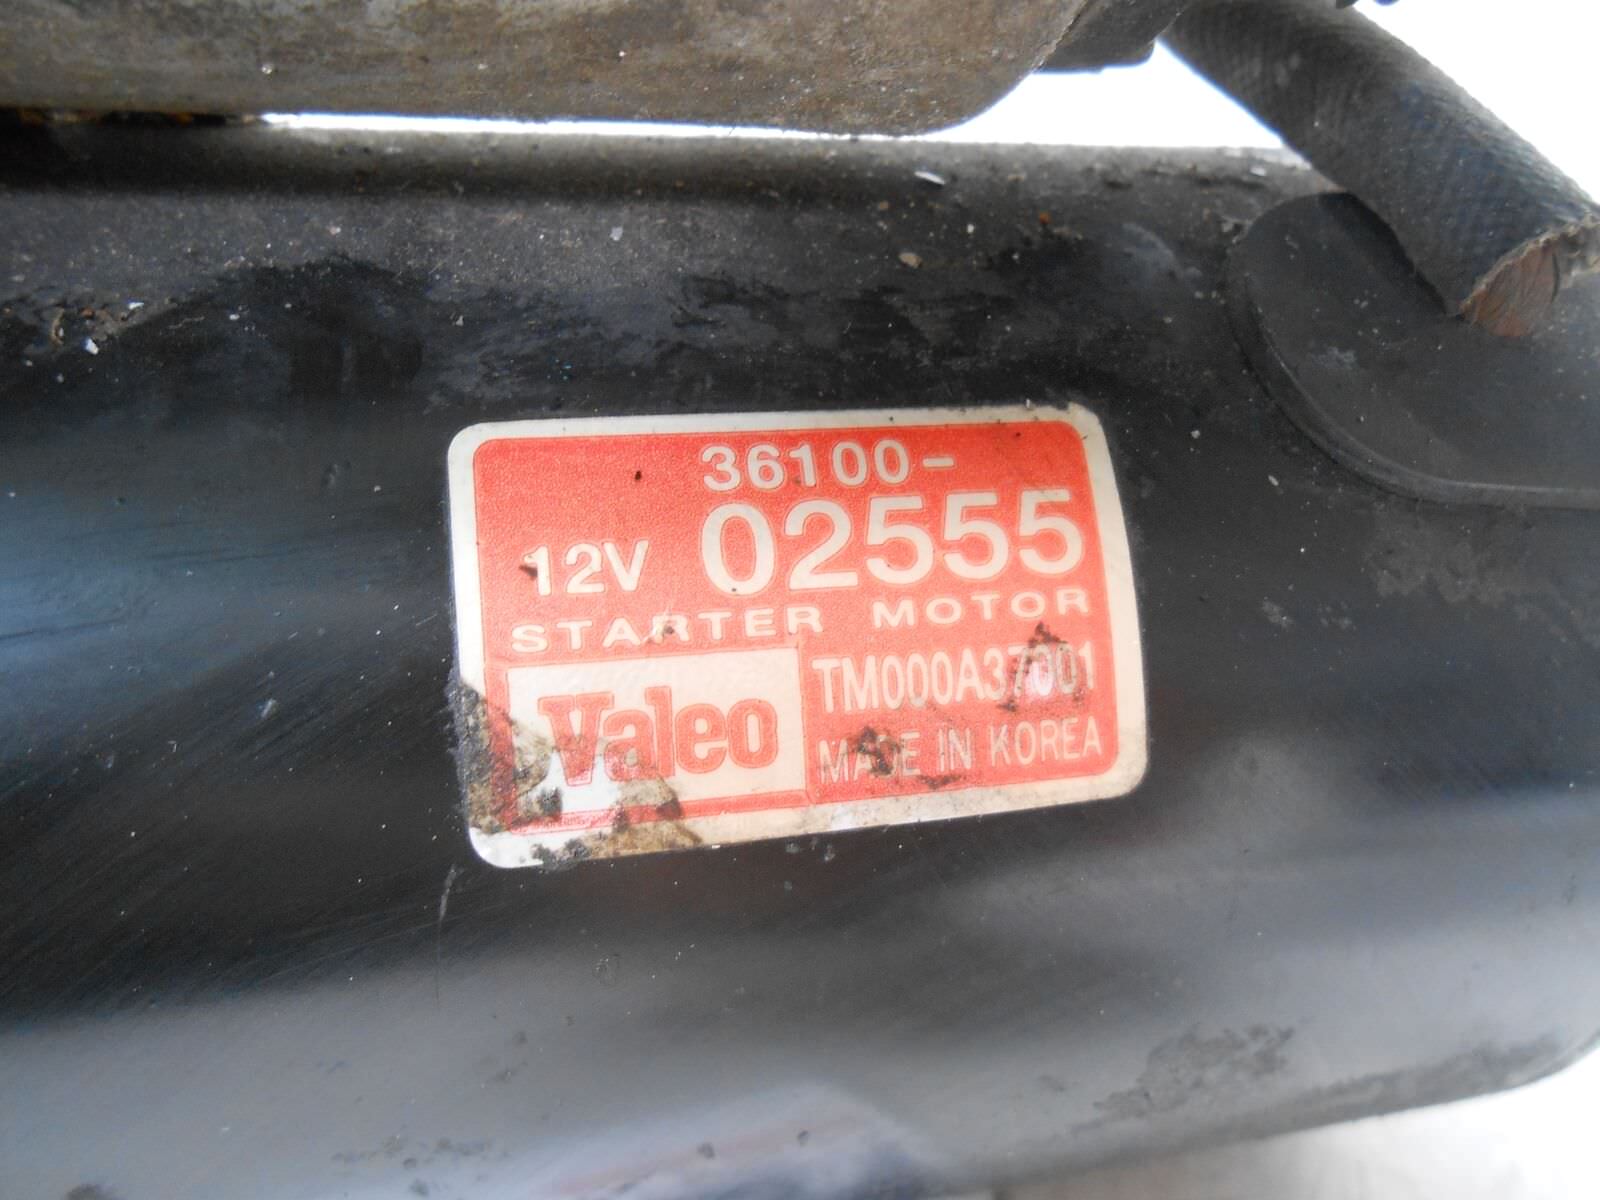 36100-
12V 02555
STARTER MOTOR
Valeo TM000A37001
MADE IN KOREA